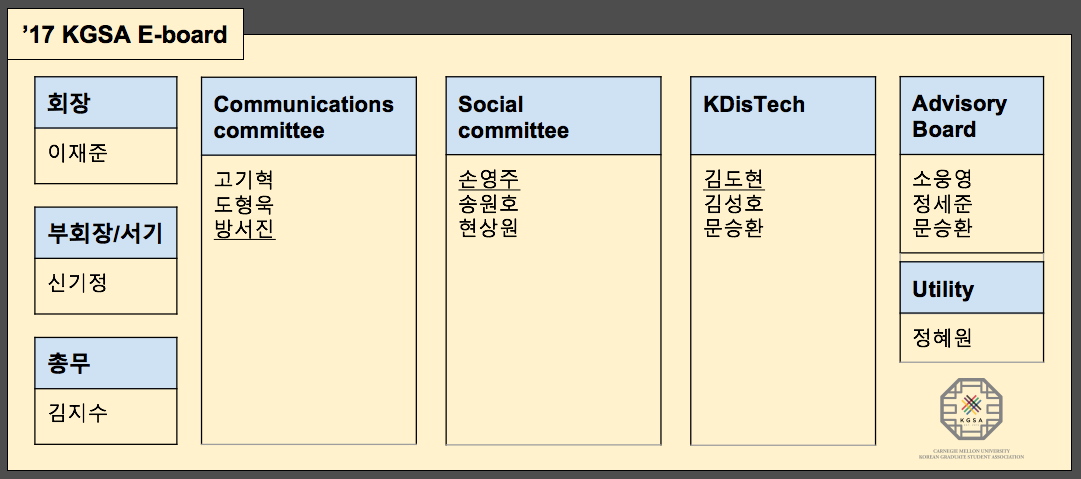 ’17 KGSA E-board
회장
이재준
부회장/서기
신기정
총무
김지수
Communications
committee
고기혁
도형욱
방서진
Social
committee
손영주
송원호
현상원
KDisTech
김도현
김성호
문승환
Advisory
Board
소웅영
정세준
문승환
Utility
정혜원
KGSA
CARNEGIE MELLON UNIVERSITY
KOREAN GRADUATE STUDENT ASSOCIATION